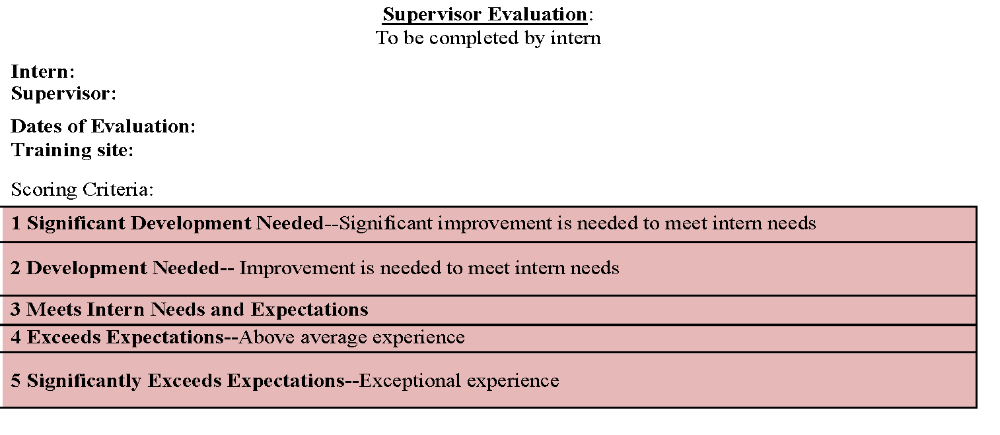 Supervisor Evaluation:
To be completed by intern
Intern:
Supervisor:
Dates of Evaluation:
Training site:
Scoring Criteria:
1 Significant Development Needed--Significant improvement is needed to meet intern needs
2 Development Needed-- Improvement is needed to meet intern needs
3 Meets Intern Needs and Expectations
4 Exceeds Expectations--Above average experience
5 Significantly Exceeds Expectations--Exceptional experience